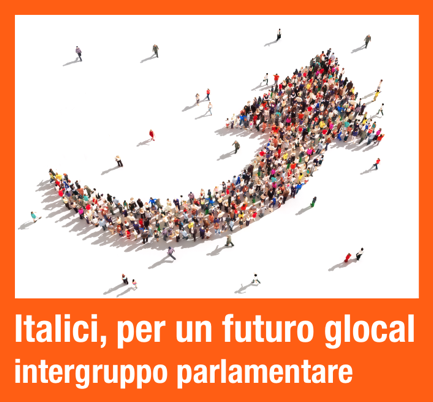 Italici, per un futuro glocal
intergruppo parlamentare